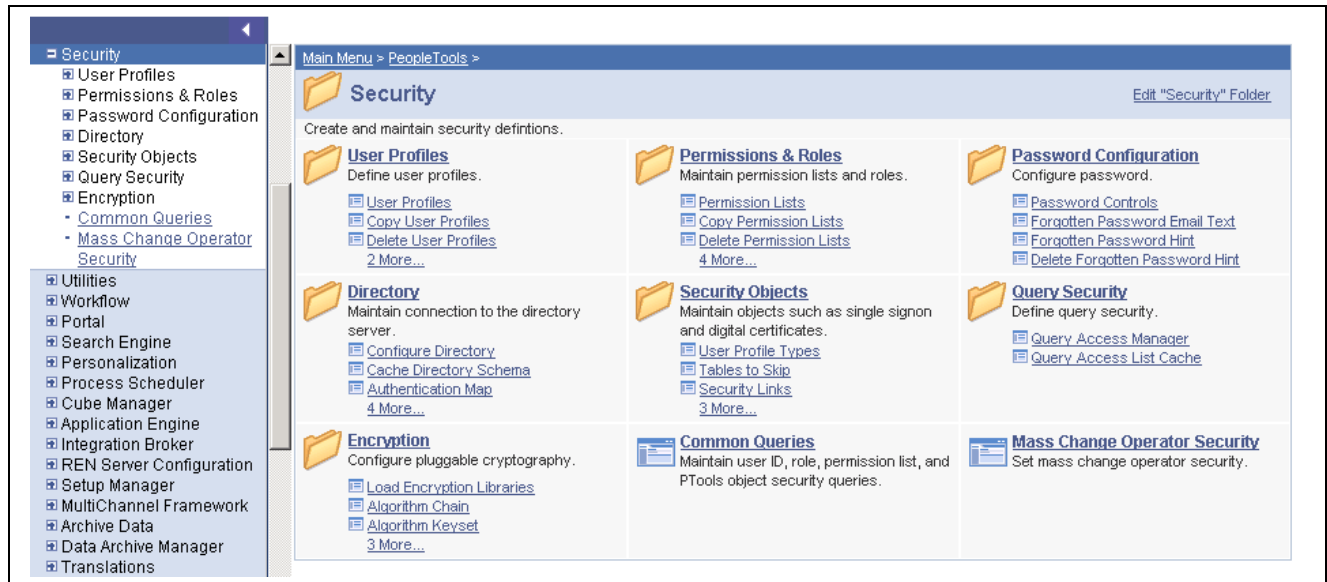 Security
User Profiles
Permissions & Roles
Password Configuration
Directory
Security Objects
Query Security
Encryption
Common Queries
Mass Change Operator
Security
Utilities
Workflow
Portal
Search Engine
Personalization
Process Scheduler
Cube Manager
Application Engine
Integration Broker
REN Server Configuration
Setup Manager
MultiChannel Framework
Archive Data
Data Archive Manager
Translations
Main Menu > PeopleTools >
Security
Edit "Security" Folder
Create and maintain security defintions.
User Profiles
Define user profiles.
User Profiles
Copy User Profiles
Delete User Profiles
2 More...
Permissions & Roles
Maintain permission lists and roles.
Permission Lists
Copy Permission Lists
Delete Permission Lists
4 More...
Password Configuration
Configure password.
Password Controls
Forgotten Password Email Text
Forgotten Password Hint
Delete Forgotten Password Hint
Directory
Maintain connection to the directory
server.
Configure Directory
Cache Directory Schema
Authentication Map
4 More...
Security Objects
Maintain objects such as single signon
and digital certificates.
User Profile Types
Tables to Skip
Security Links
3 More...
Query Security
Define query security.
Query Access Manager
Query Access List Cache
Encryption
Configure pluggable cryptography.
Load Encryption Libraries
Algorithm Chain
Algorithm Keyset
3 More...
Common Queries
Maintain user ID, role, permission list, and
PTools object security queries.
Mass Change Operator Security
Set mass change operator security.